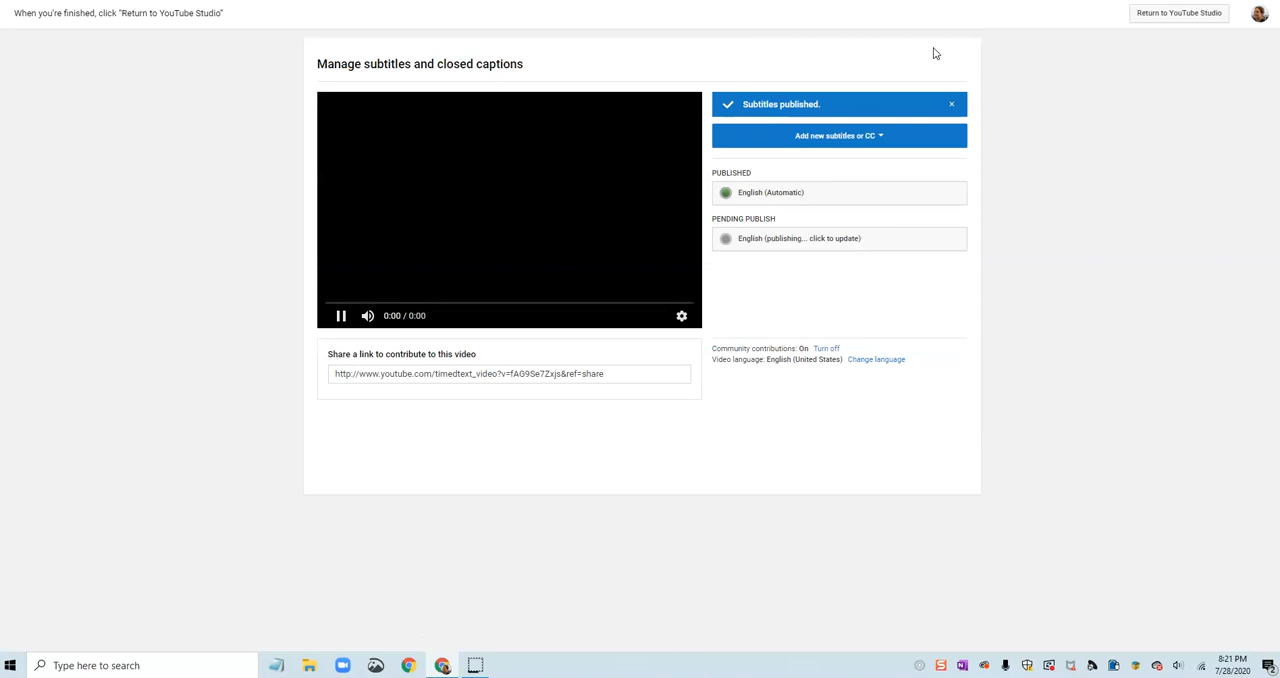 When you're finished, click "Return to YouTube Studio"
Return to YouTube Studio
Manage subtitles and closed captions
Subtitles published.
×
Add new subtitles or CC
PUBLISHED
English (Automatic)
PENDING PUBLISH
English (publishing... click to update)
0:00 / 0:00
Share a link to contribute to this video
http://www.youtube.com/timedtext_video?v=fAG9Se7Zxjs&ref=share
Community contributions: On Turn off
Video language: English (United States) Change language
Type here to search
8:21 PM
7/28/2020
2